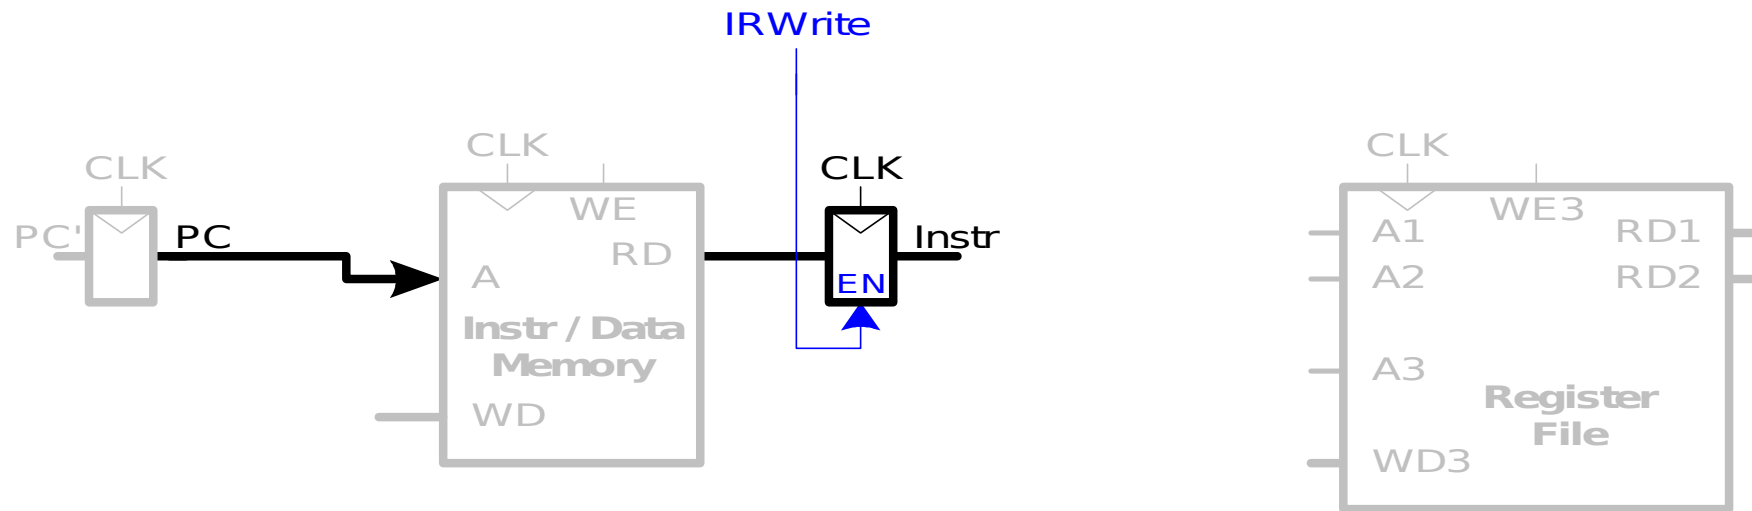 IRWrite
CLK
PC'
PC
CLK
WE
RD
A
Instr / Data
Memory
WD
CLK
EN
Instr
CLK
WE3
A1
RD1
A2
RD2
A3
Register
File
WD3